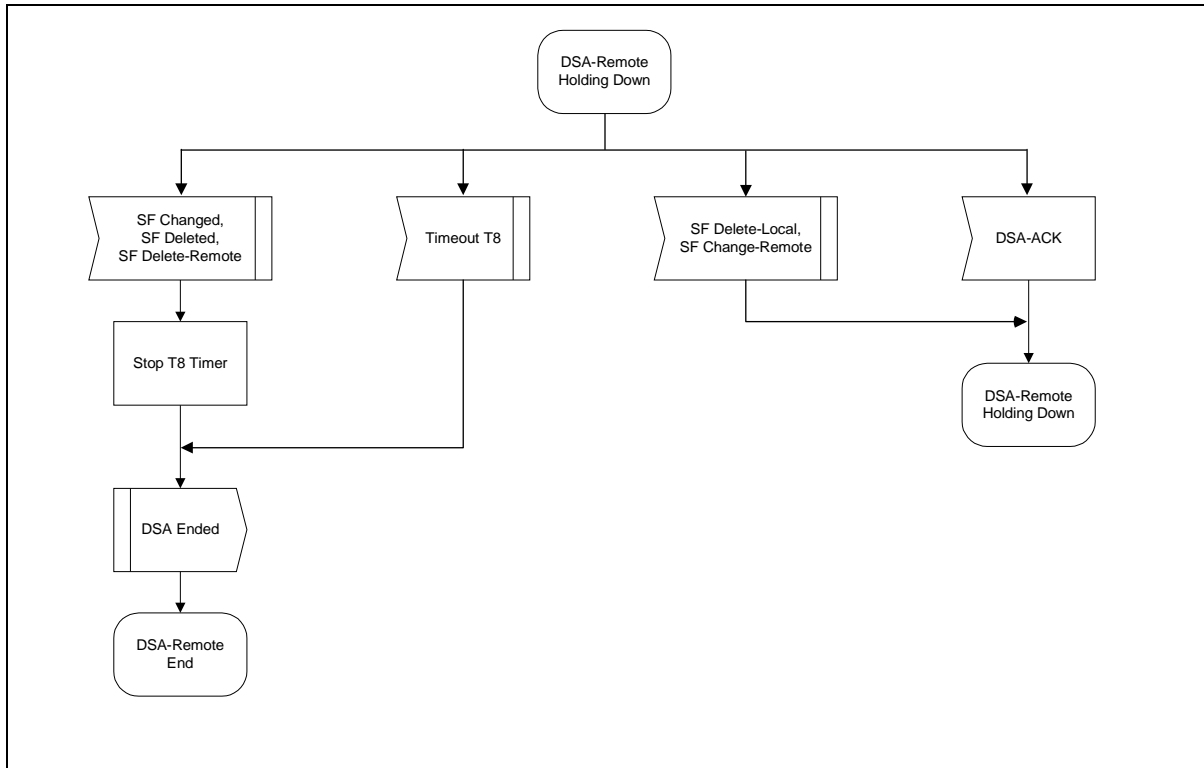 DSA-Remote
Holding Down
SF Changed,
SF Deleted,
SF Delete-Remote
Timeout T8
SF Delete-Local,
SF Change-Remote
DSA-ACK
Stop T8 Timer
DSA-Remote
Holding Down
DSA Ended
DSA-Remote
End